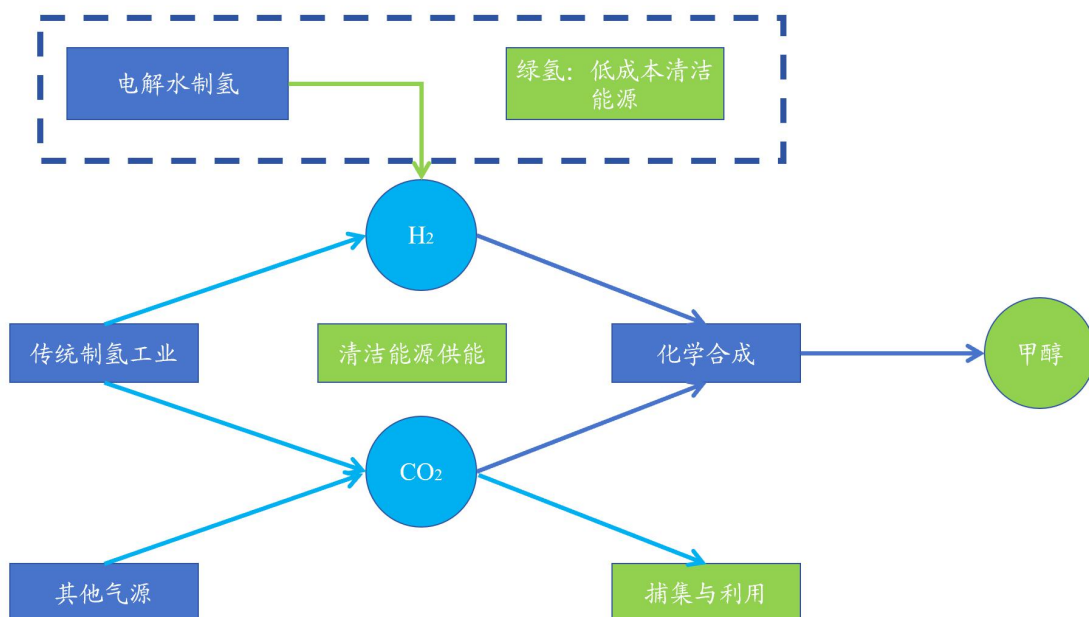 电解水制氢
绿氢：低成本清洁
能源
H₂
传统制氢工业
清洁能源供能
化学合成
甲醇
CO₂
其他气源
捕集与利用